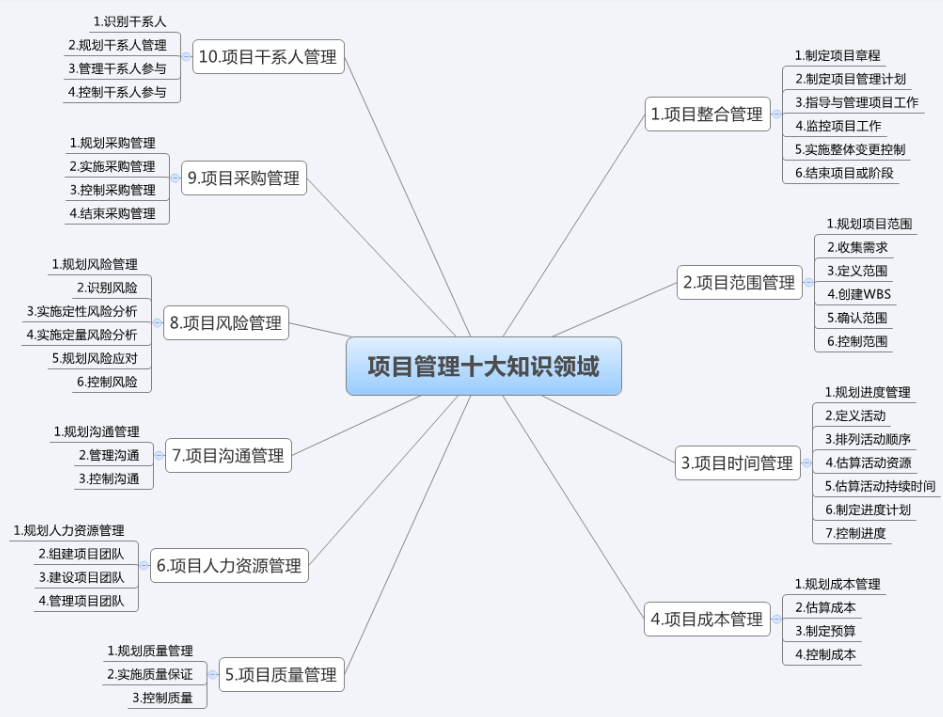 项目管理十大知识领域
1.项目整合管理
1.制定项目章程
2.制定项目管理计划
3.指导与管理项目工作
4.监控项目工作
5.实施整体变更控制
6.结束项目或阶段
2.项目范围管理
1.规划项目范围
2.收集需求
3.定义范围
4.创建WBS
5.确认范围
6.控制范围
3.项目时间管理
1.规划进度管理
2.定义活动
3.排列活动顺序
4.估算活动资源
5.估算活动持续时间
6.制定进度计划
7.控制进度
4.项目成本管理
1.规划成本管理
2.估算成本
3.制定预算
4.控制成本
5.项目质量管理
1.规划质量管理
2.实施质量保证
3.控制质量
6.项目人力资源管理
1.规划人力资源管理
2.组建项目团队
3.建设项目团队
4.管理项目团队
7.项目沟通管理
1.规划沟通管理
2.管理沟通
3.控制沟通
8.项目风险管理
1.规划风险管理
2.识别风险
3.实施定性风险分析
4.实施定量风险分析
5.规划风险应对
6.控制风险
9.项目采购管理
1.规划采购管理
2.实施采购管理
3.控制采购管理
4.结束采购管理
10.项目干系人管理
1.识别干系人
2.规划干系人管理
3.管理干系人参与
4.控制干系人参与